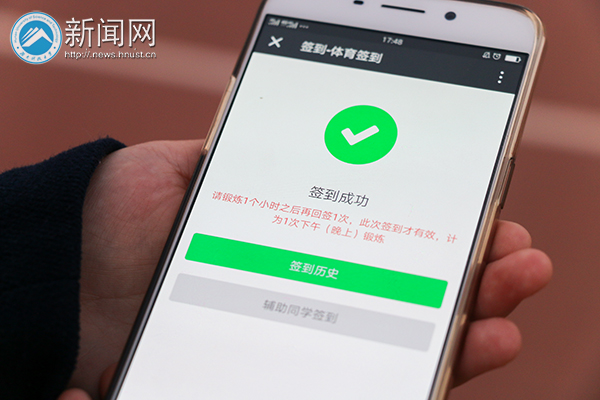 新闻网
http://news.hnust.cn
17:48
签到-体育签到
签到成功
请锻炼1个小时之后再回签1次，此次签到才有效，计
为1次下午（晚上）锻炼
签到历史
辅助同学签到